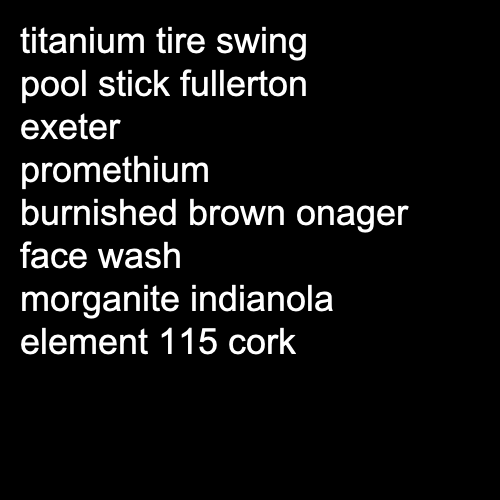 titanium tire swing
pool stick fullerton
exeter
promethium
burnished brown onager
face wash
morganite indianola
element 115 cork